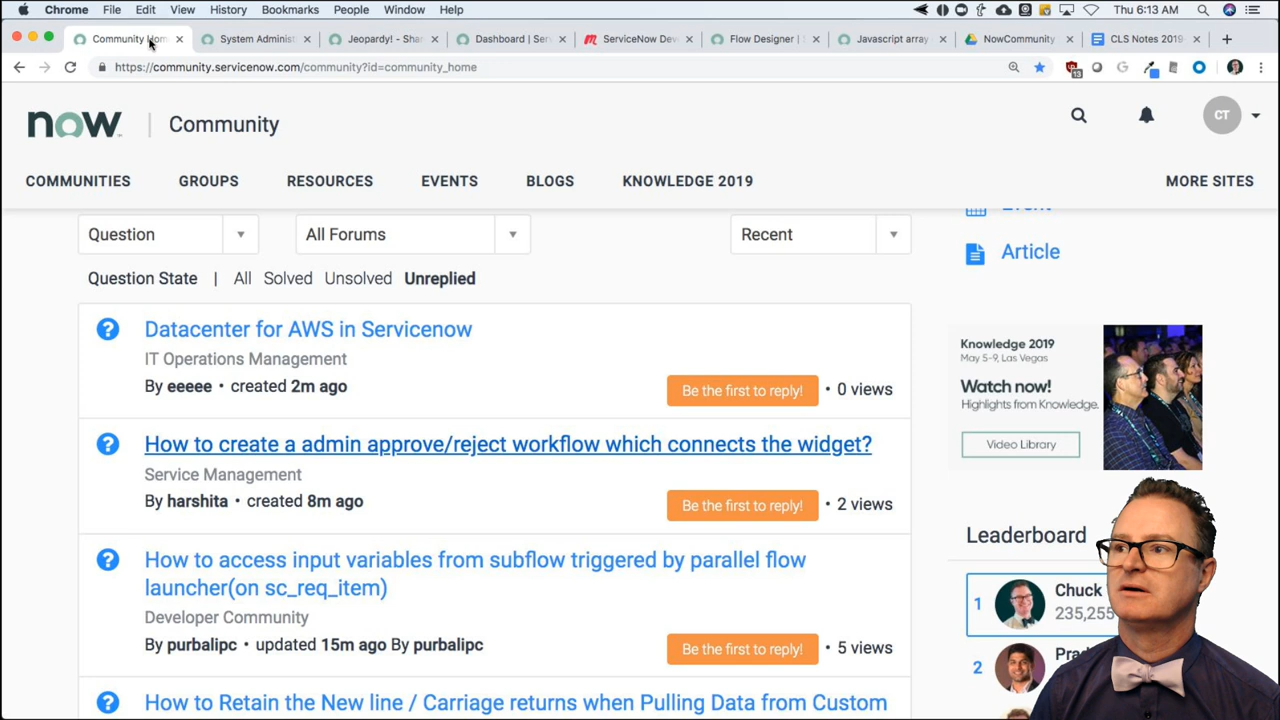 Chrome File Edit View History Bookmarks People Window Help Thu 6:13 AM
Community Hom System Administ Jeopardy! - Shar Dashboard | Serv ServiceNow Dev Flow Designer | Javascript array NowCommunity CLS Notes 2019-
https://community.servicenow.com/community?id=community_home
13
now Community CT
COMMUNITIES GROUPS RESOURCES EVENTS BLOGS KNOWLEDGE 2019 MORE SITES
Question All Forums Recent Event
Question State | All Solved Unsolved Unreplied
Article
Datacenter for AWS in Servicenow
IT Operations Management
By eeeee • created 2m ago
Be the first to reply! • 0 views
How to create a admin approve/reject workflow which connects the widget?
Service Management
By harshita • created 8m ago
Be the first to reply! • 2 views
How to access input variables from subflow triggered by parallel flow
launcher(on sc_req_item)
Developer Community
By purbalipc • updated 15m ago By purbalipc
Be the first to reply! • 5 views
How to Retain the New line / Carriage returns when Pulling Data from Custom
Knowledge 2019
May 5-9, Las Vegas
Watch now!
Highlights from Knowledge.
Video Library
Leaderboard
1 Chuck
235,255
2 Prad